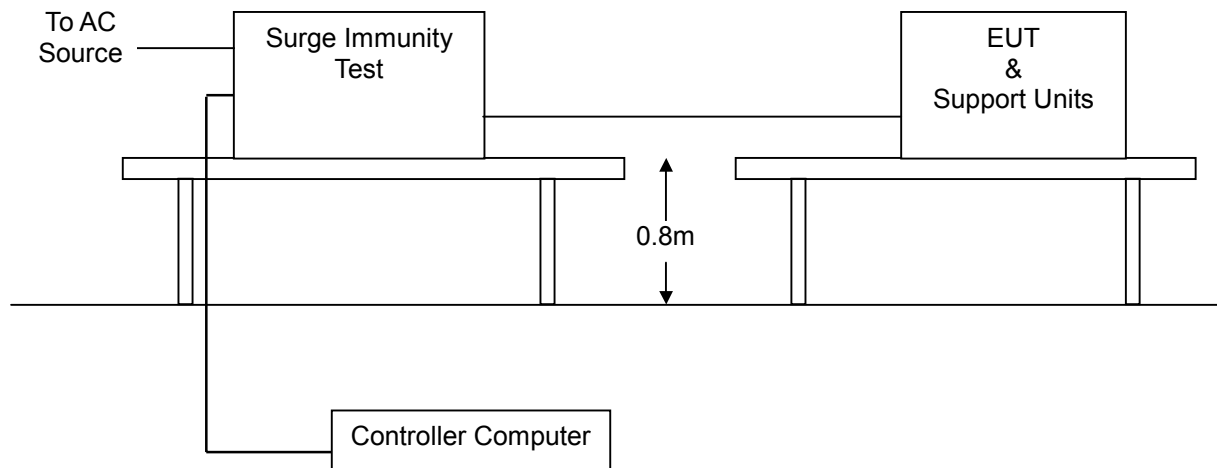 To AC
Source
Surge Immunity
Test
EUT
&
Support Units
0.8m
Controller Computer